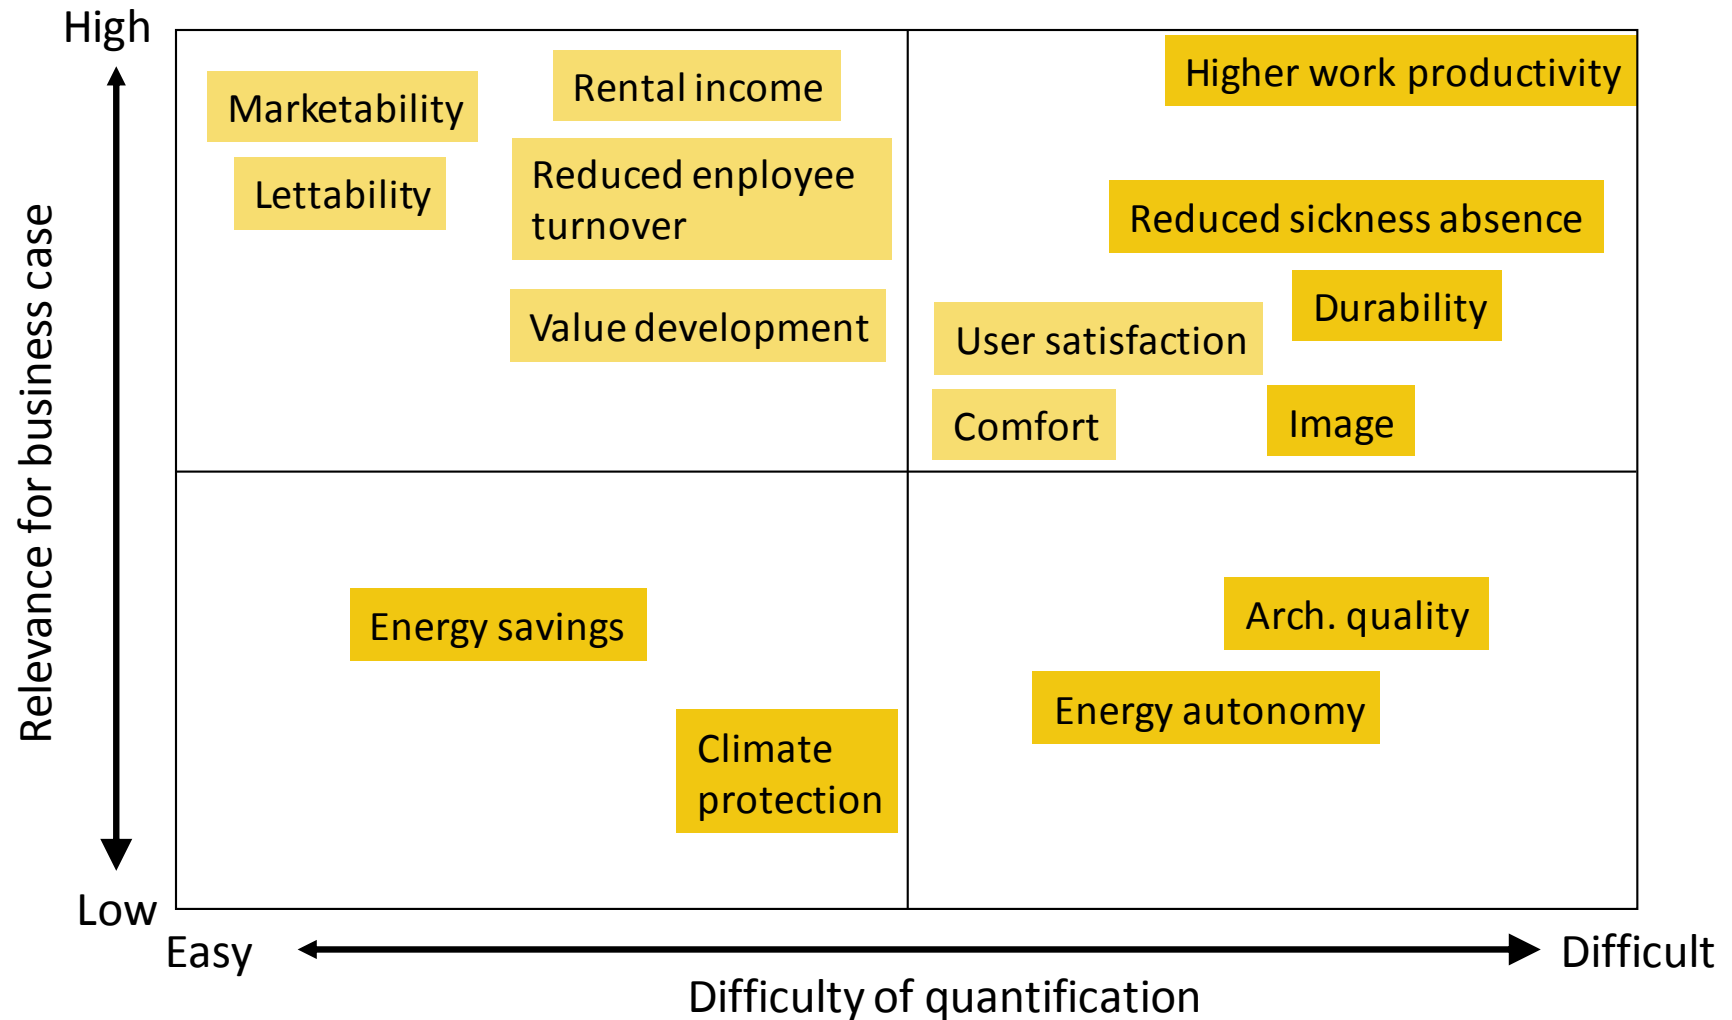 High
Higher work productivity
Rental income
Marketability
Reduced enployee
turnover
Lettability
Reduced sickness absence
Durability
Value development
User satisfaction
Comfort
Image
Relevance for business case
Energy savings
Arch. quality
Energy autonomy
Climate
protection
Low
Easy
Difficult
Difficulty of quantification